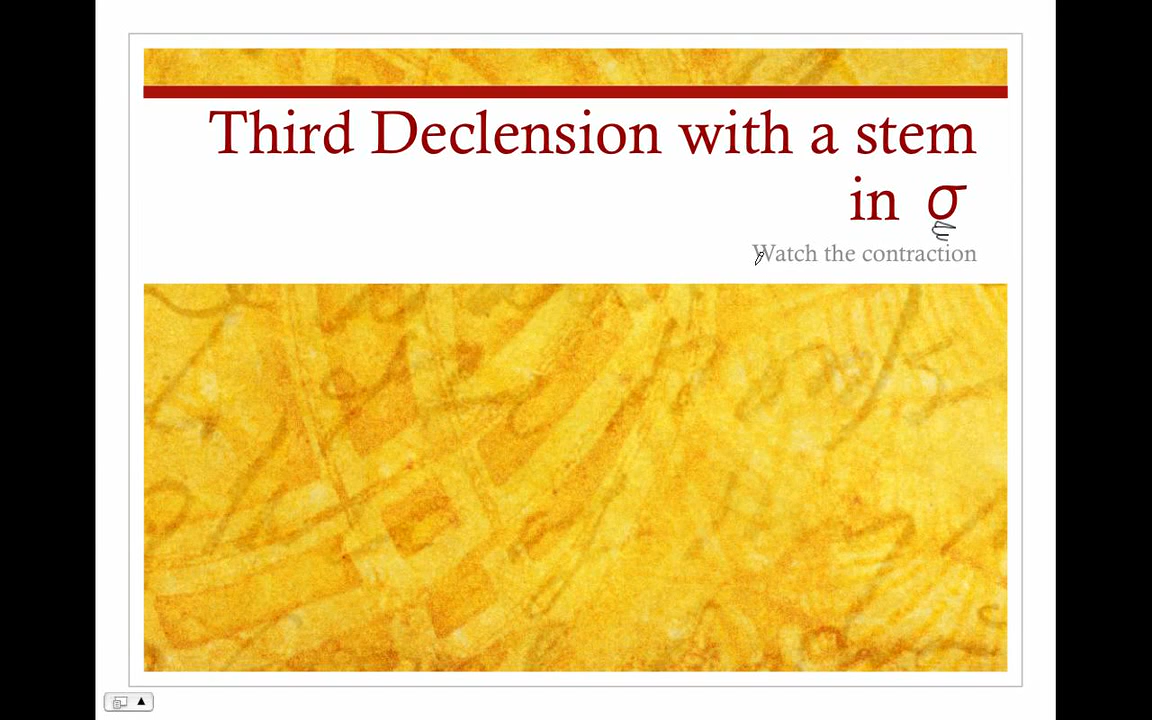 Third Declension with a stem
in σ
Watch the contraction